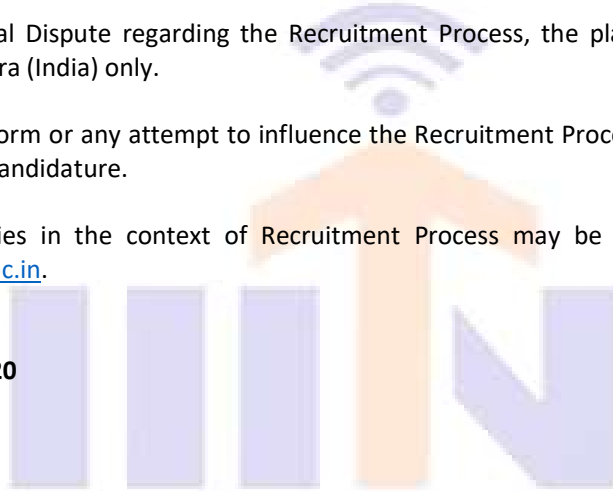 al Dispute regarding the Recruitment Process, the pla
ra (India) only.
orm or any attempt to influence the Recruitment Proc
andidature.
ies in the context of Recruitment Process may be
c.in.
20
IIITN